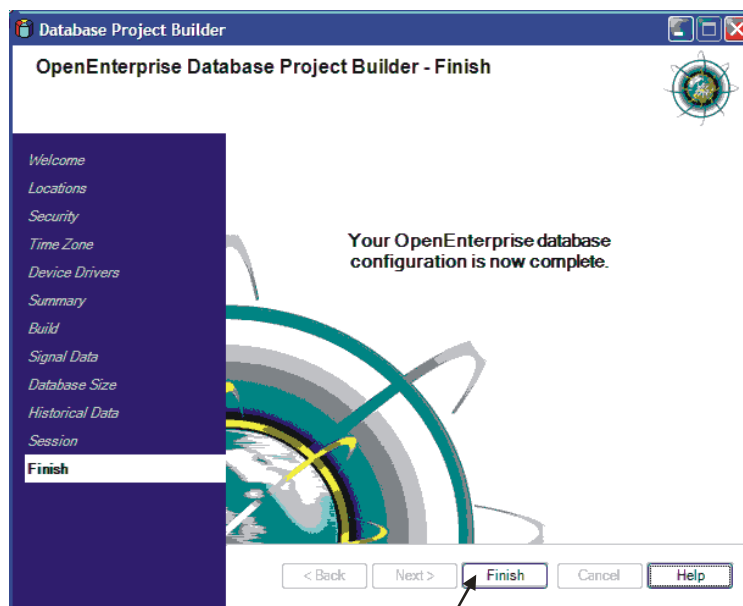 Database Project Builder
OpenEnterprise Database Project Builder - Finish
Welcome
Locations
Security
Time Zone
Device Drivers
Summary
Build
Signal Data
Database Size
Historical Data
Session
Finish
Your OpenEnterprise database
configuration is now complete.
< Back Next > Finish Cancel Help